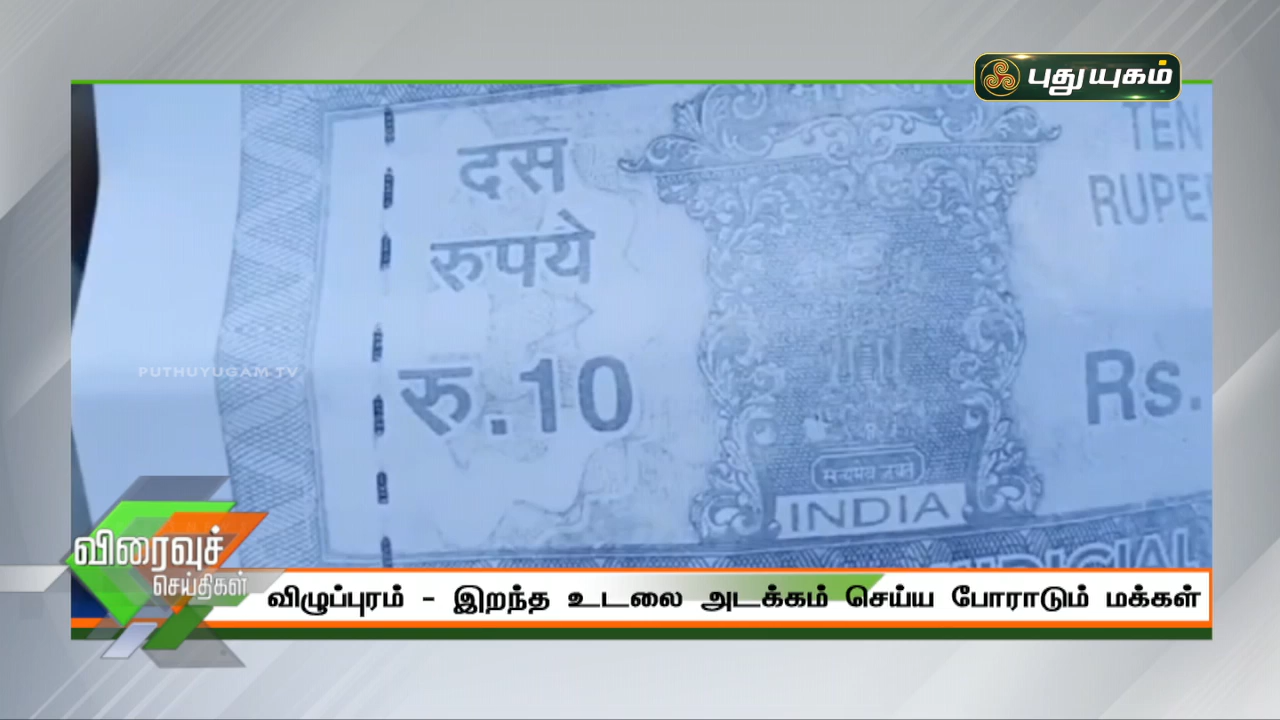 புதுயுகம்
TEN
दस
रुपये
रु.10
Rs.
PUTHUYUGAM TV
सत्यमेव जयते
INDIA
விரைவுச்
செய்திகள்
விழுப்புரம் - இறந்த உடலை அடக்கம் செய்ய போராடும் மக்கள்